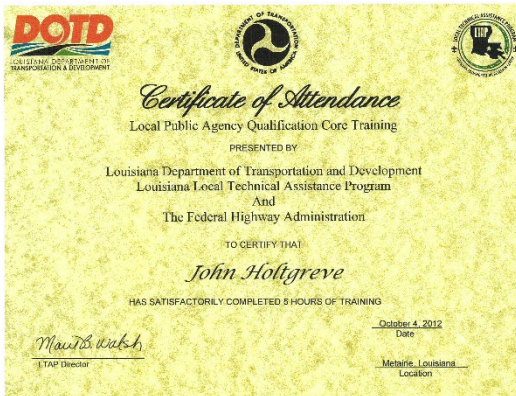 DOTD
LOUISIANA DEPARTMENT OF
TRANSPORTATION & DEVELOPMENT
DEPARTMENT OF TRANSPORTATION
UNITED STATES OF AMERICA
LTAP
Certificate of Attendance
Local Public Agency Qualification Core Training
PRESENTED BY
Louisiana Department of Transportation and Development
Louisiana Local Technical Assistance Program
And
The Federal Highway Administration
TO CERTIFY THAT
John Holtgreve
HAS SATISFACTORILY COMPLETED 5 HOURS OF TRAINING
October 4, 2012
Date
LTAP Director
Metairie, Louisiana
Location